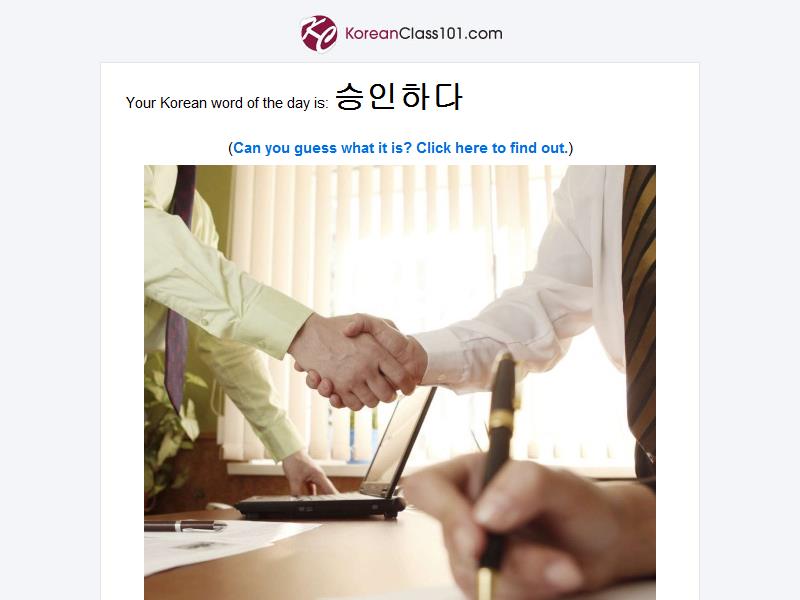 KoreanClass101.com
Your Korean word of the day is: 승인하다
(Can you guess what it is? Click here to find out.)